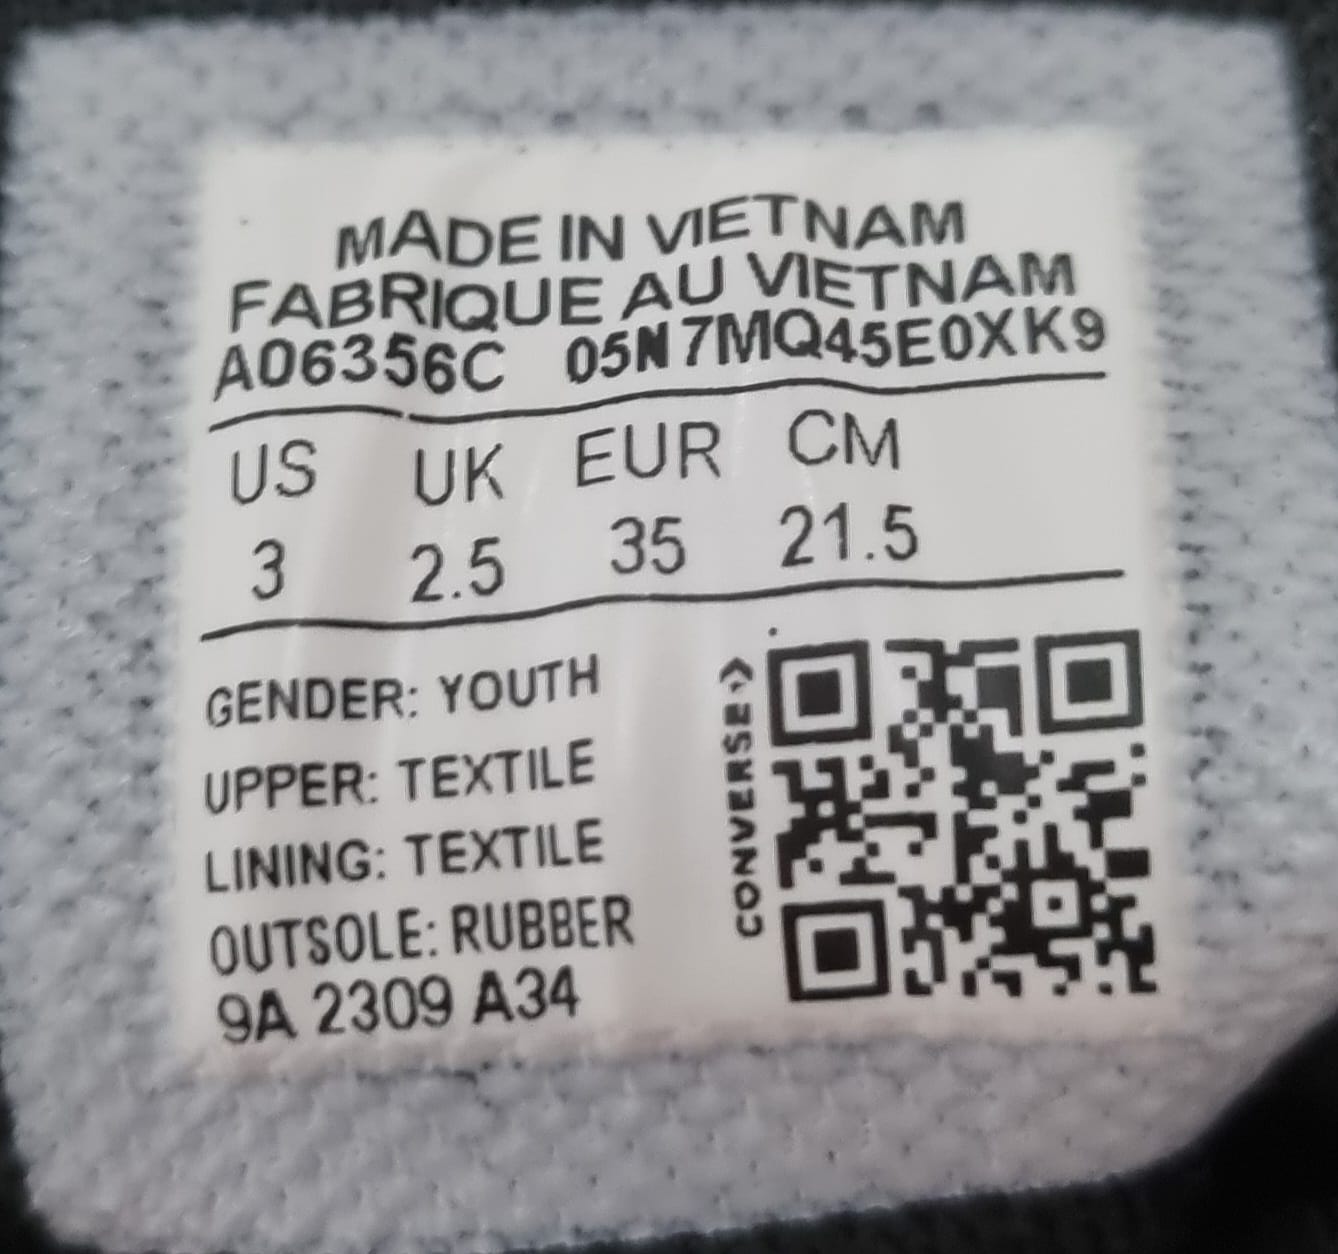 MADE IN VIETNAM
FABRIQUE AU VIETNAM
A06356C 05N7MQ45E0XK9
US UK EUR CM
3 2.5 35 21.5
GENDER: YOUTH
UPPER: TEXTILE
LINING: TEXTILE
OUTSOLE: RUBBER
9A 2309 A34
CONVERSE